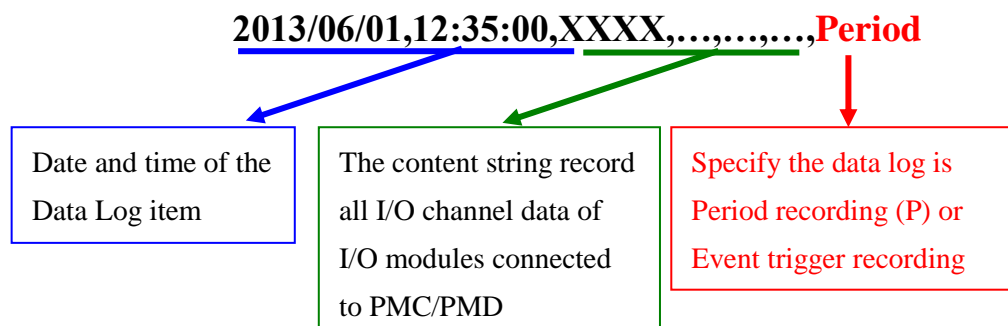 2013/06/01,12:35:00,XXXX,…,…,…,Period
Date and time of the
Data Log item
The content string record
all I/O channel data of
I/O modules connected
to PMC/PMD
Specify the data log is
Period recording (P) or
Event trigger recording